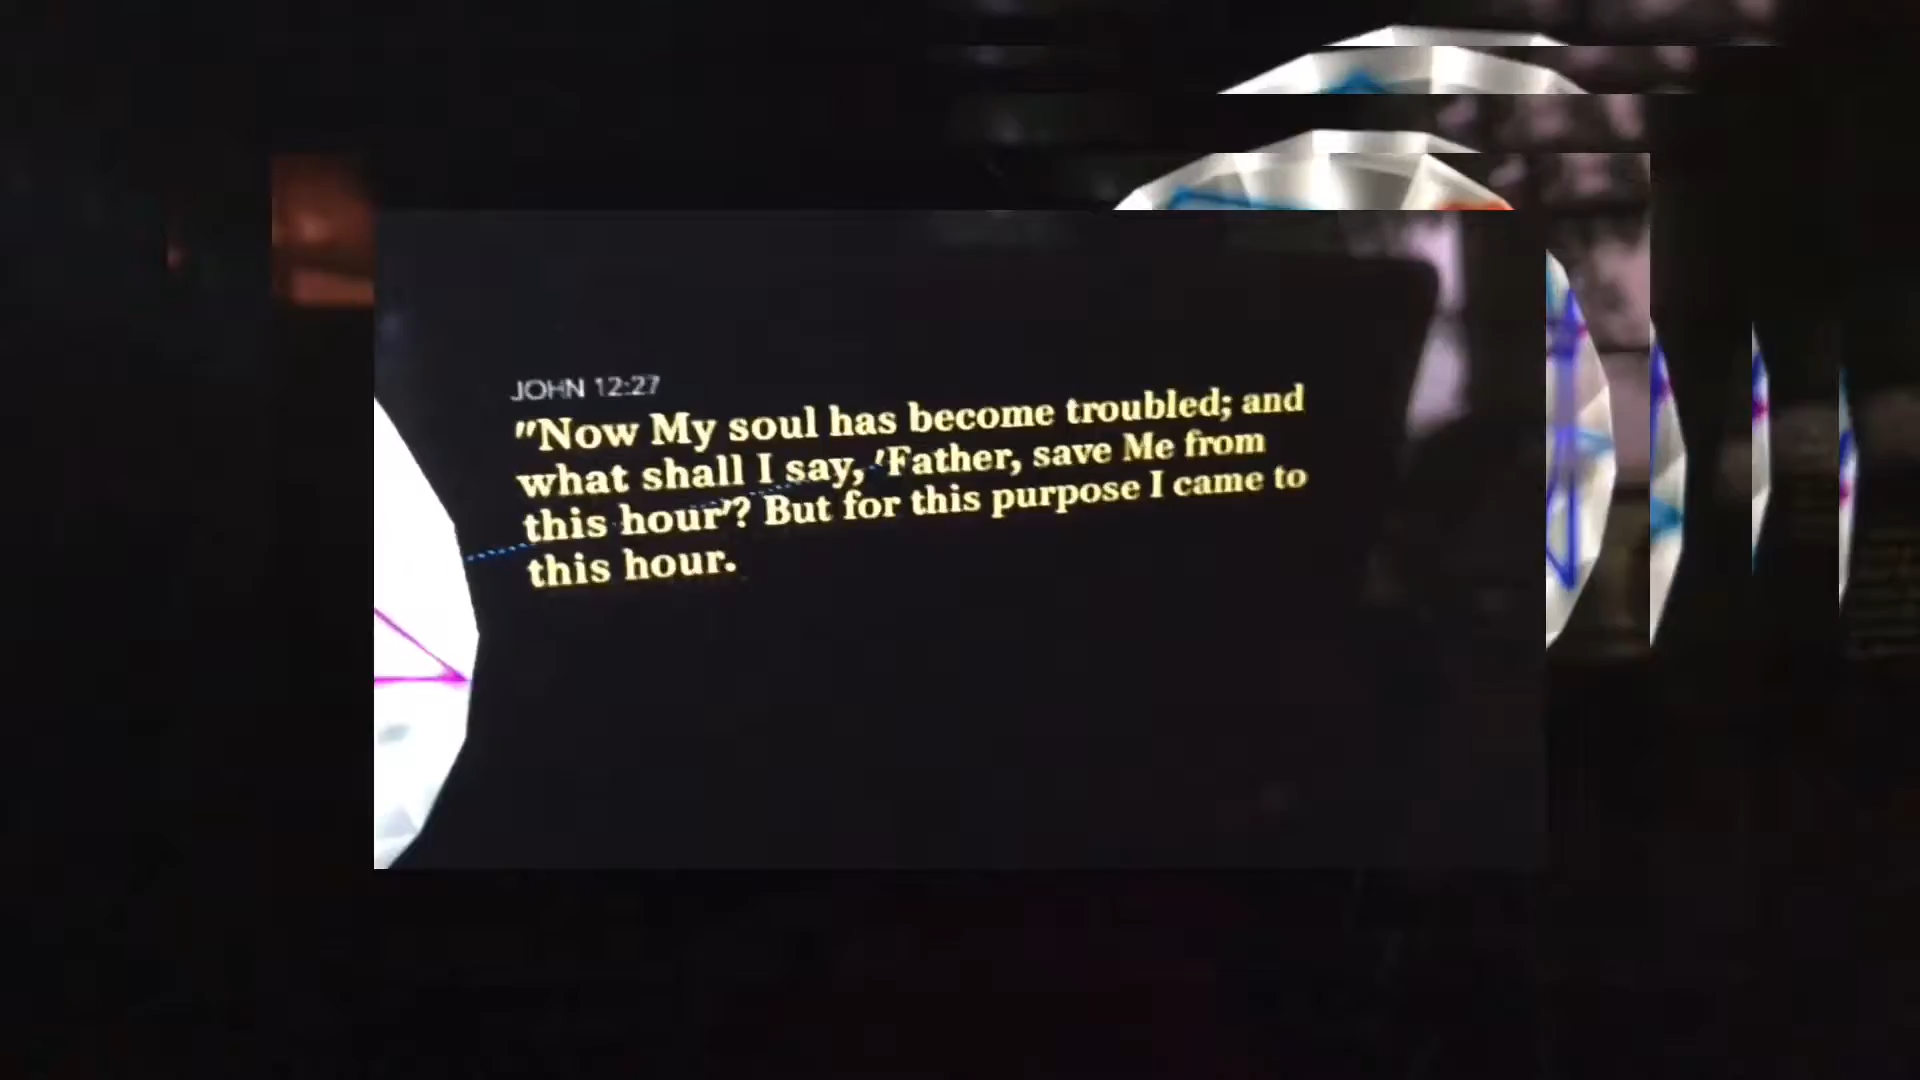 JOHN 12:27
"Now My soul has become troubled; and
what shall I say, 'Father, save Me from
this hour'? But for this purpose I came to
this hour.